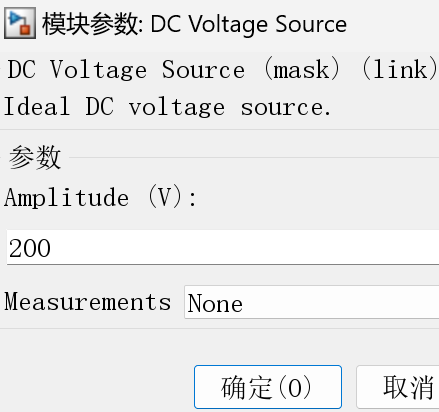 模块参数: DC Voltage Source
DC Voltage Source (mask) (link)
Ideal DC voltage source.
参数
Amplitude (V):
200
Measurements None
确定(O) 取消